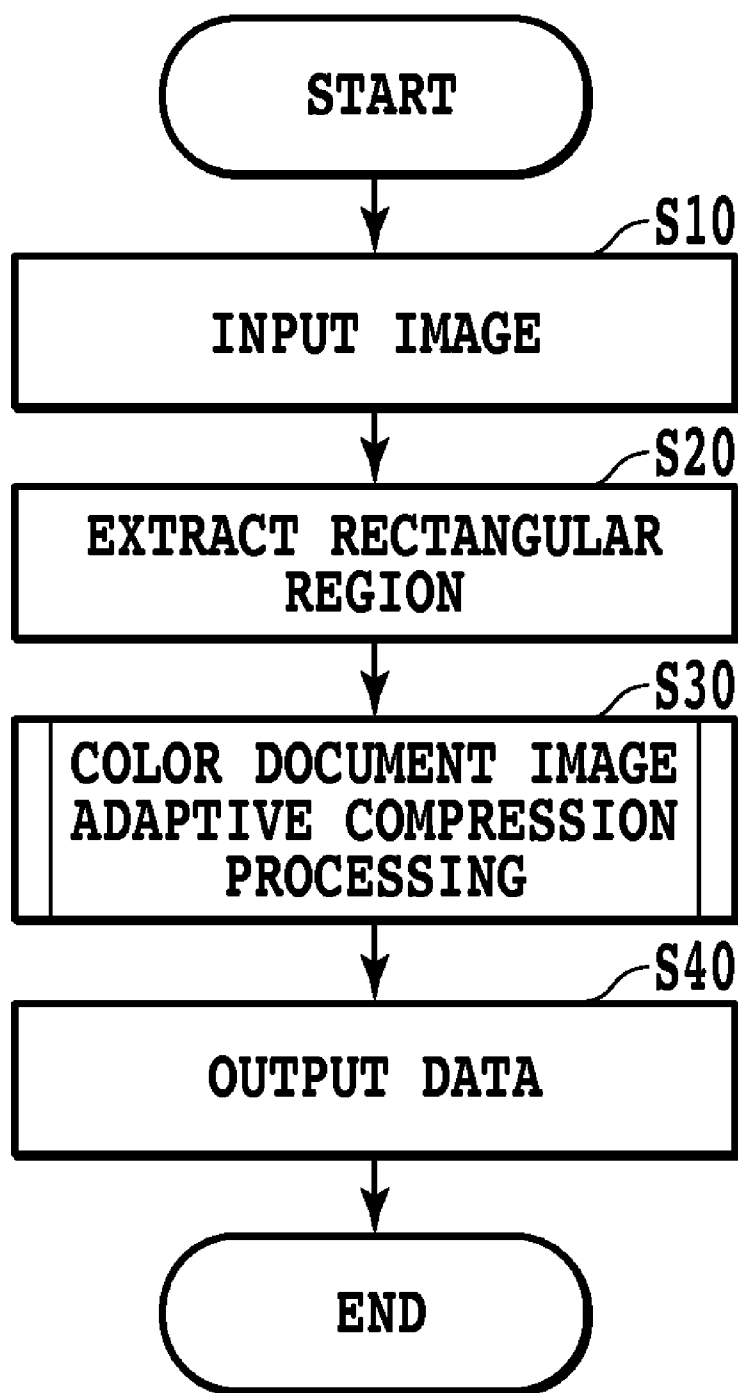 START
S10
INPUT IMAGE
S20
EXTRACT RECTANGULAR
REGION
S30
COLOR DOCUMENT IMAGE
ADAPTIVE COMPRESSION
PROCESSING
S40
OUTPUT DATA
END